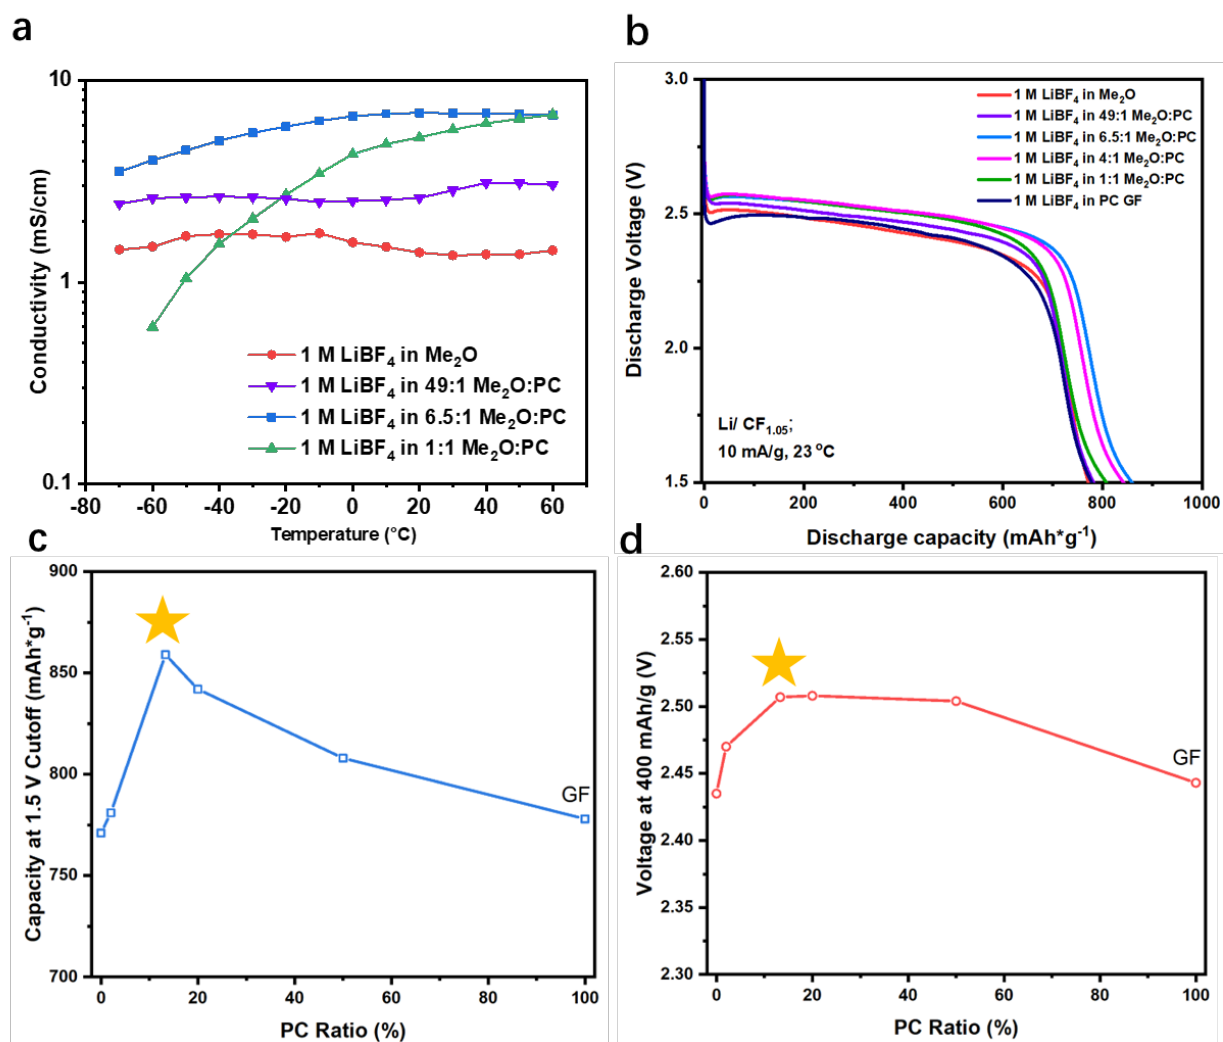 a
10
1
0.1
Conductivity (mS/cm)
1 M LiBF₄ in Me₂O
1 M LiBF₄ in 49:1 Me₂O:PC
1 M LiBF₄ in 6.5:1 Me₂O:PC
1 M LiBF₄ in 1:1 Me₂O:PC
-80 -60 -40 -20 0 20 40 60
Temperature (°C)
b
3.0
2.5
2.0
1.5
Discharge Voltage (V)
1 M LiBF₄ in Me₂O
1 M LiBF₄ in 49:1 Me₂O:PC
1 M LiBF₄ in 6.5:1 Me₂O:PC
1 M LiBF₄ in 4:1 Me₂O:PC
1 M LiBF₄ in 1:1 Me₂O:PC
1 M LiBF₄ in PC GF
Li/ CF₁.₀₅;
10 mA/g, 23 °C
0 200 400 600 800 1000
Discharge capacity (mAh*g⁻¹)
c
900
850
800
750
700
Capacity at 1.5 V Cutoff (mAh*g⁻¹)
GF
0 20 40 60 80 100
PC Ratio (%)
d
2.60
2.55
2.50
2.45
2.40
2.35
2.30
Voltage at 400 mAh/g (V)
GF
0 20 40 60 80 100
PC Ratio (%)